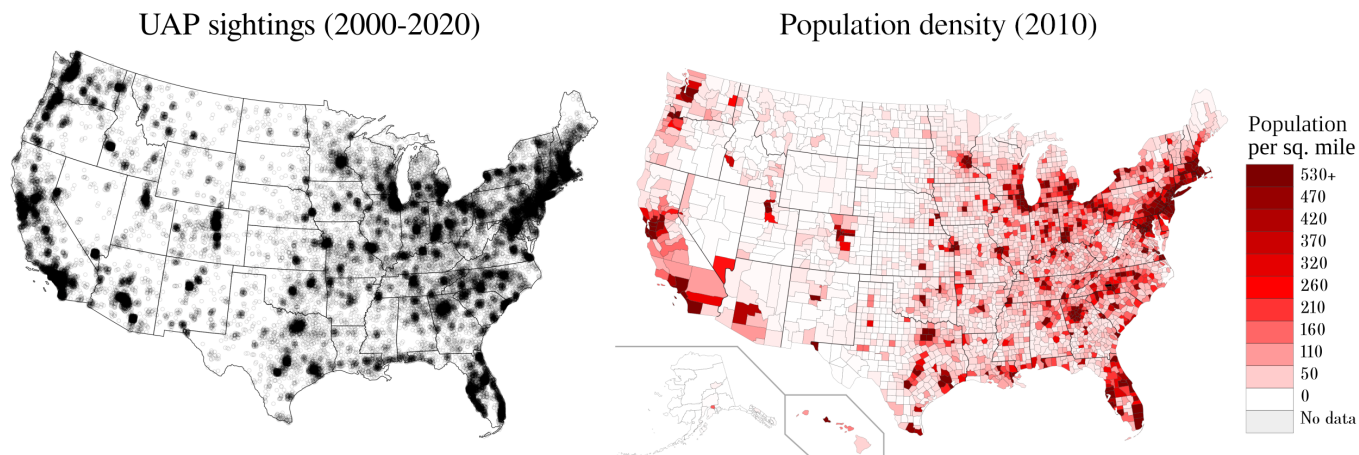 UAP sightings (2000-2020)
Population density (2010)
Population
per sq. mile
530+
470
420
370
320
260
210
160
110
50
0
No data